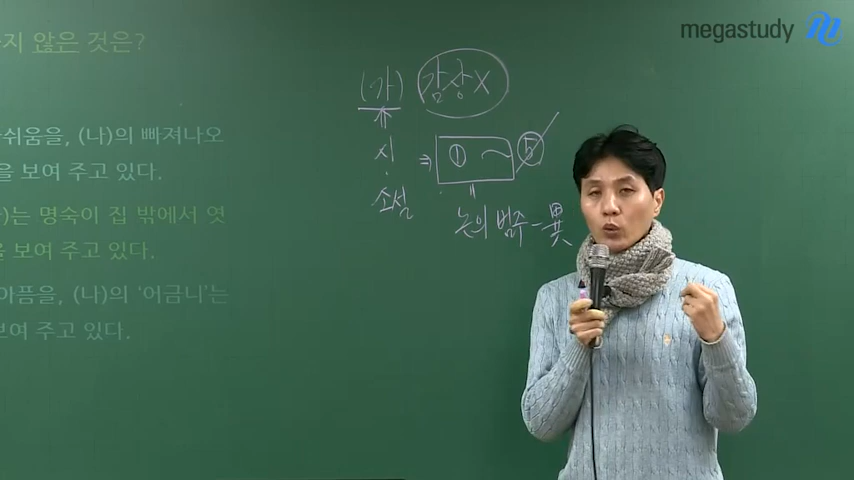 megastudy
지 않은 것은?
쉬움을, (나)의 빠져나오
을 보여 주고 있다.
)는 명숙이 집 밖에서 엿
을 보여 주고 있다.
아픔을, (나)의 '어금니'는
보여 주고 있다.
(가) 감상X
시
소설
⇒ ① ~ ⑤
논의 범주 - 異